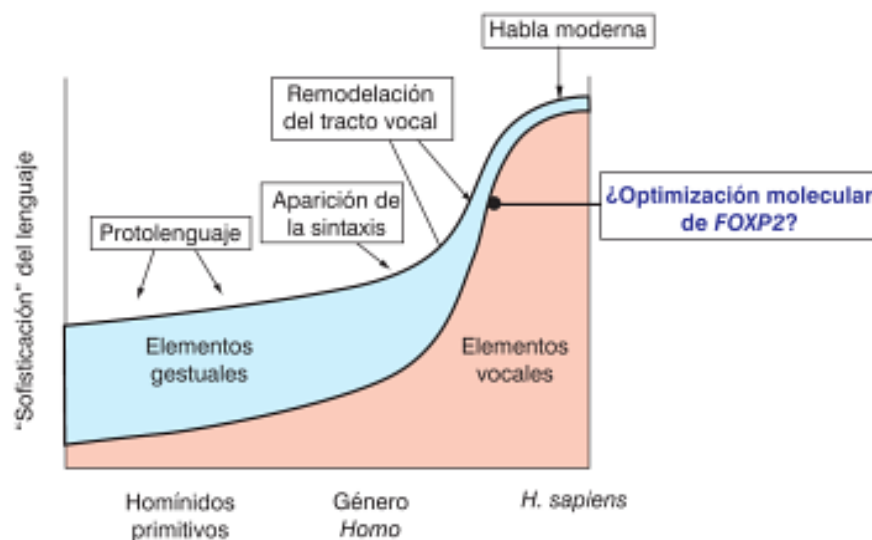 Habla moderna
Remodelación
del tracto vocal
Aparición de
la sintaxis
Protolenguaje
¿Optimización molecular
de FOXP2?
"Sofisticación" del lenguaje
Elementos
gestuales
Elementos
vocales
Homínidos
primitivos
Género
Homo
H. sapiens